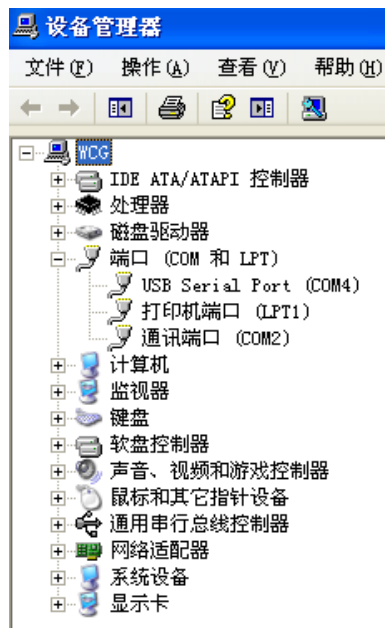 设备管理器
文件(F) 操作(A) 查看(V) 帮助(H)
WCG
IDE ATA/ATAPI 控制器
处理器
磁盘驱动器
端口 (COM 和 LPT)
USB Serial Port (COM4)
打印机端口 (LPT1)
通讯端口 (COM2)
计算机
监视器
键盘
软盘控制器
声音、视频和游戏控制器
鼠标和其它指针设备
通用串行总线控制器
网络适配器
系统设备
显示卡